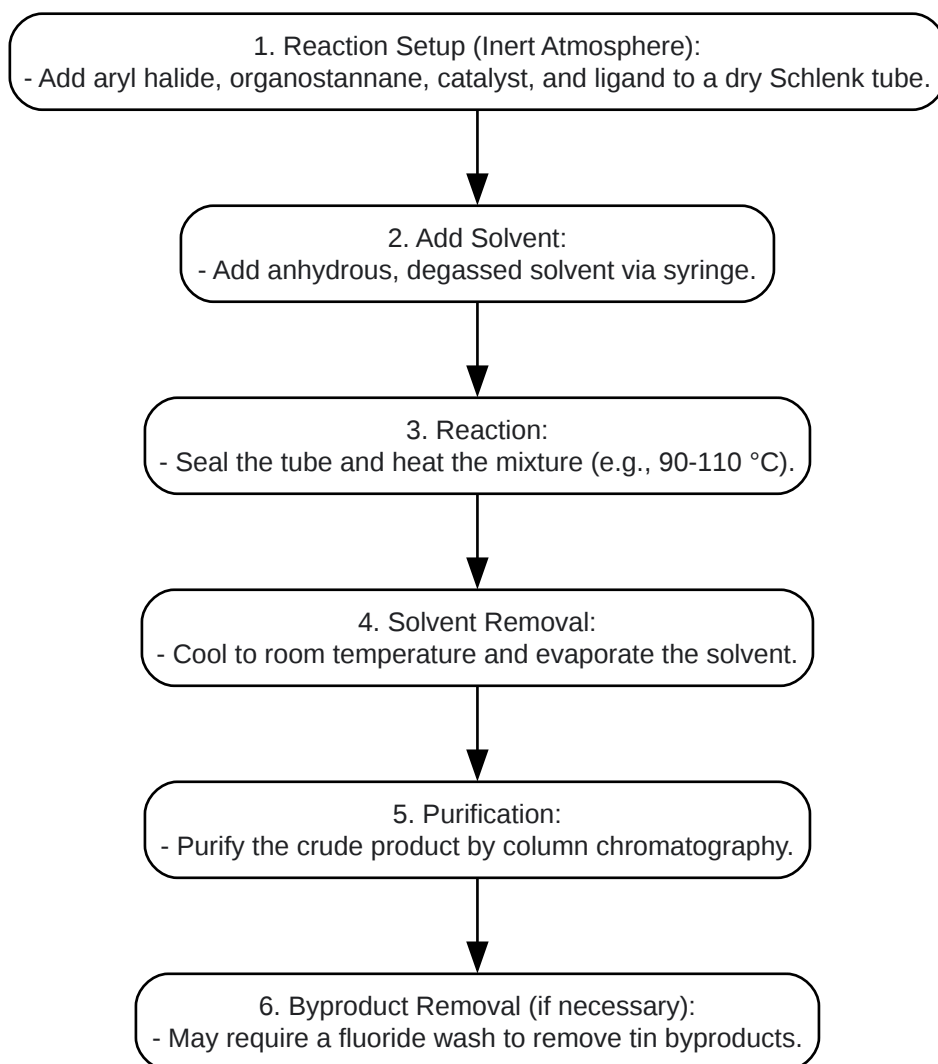 1. Reaction Setup (Inert Atmosphere):
- Add aryl halide, organostannane, catalyst, and ligand to a dry Schlenk tube.
2. Add Solvent:
- Add anhydrous, degassed solvent via syringe.
3. Reaction:
- Seal the tube and heat the mixture (e.g., 90-110 °C).
4. Solvent Removal:
- Cool to room temperature and evaporate the solvent.
5. Purification:
- Purify the crude product by column chromatography.
6. Byproduct Removal (if necessary):
- May require a fluoride wash to remove tin byproducts.